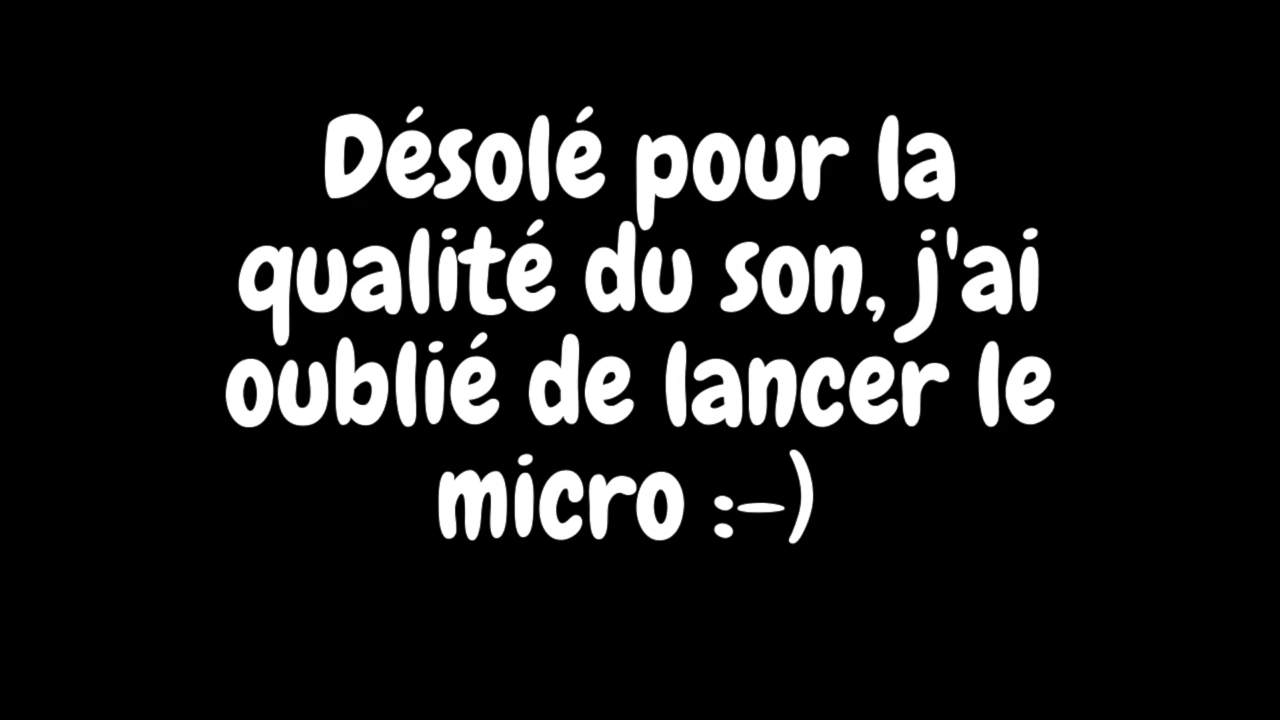 Désolé pour la
qualité du son, j'ai
oublié de lancer le
micro :-)